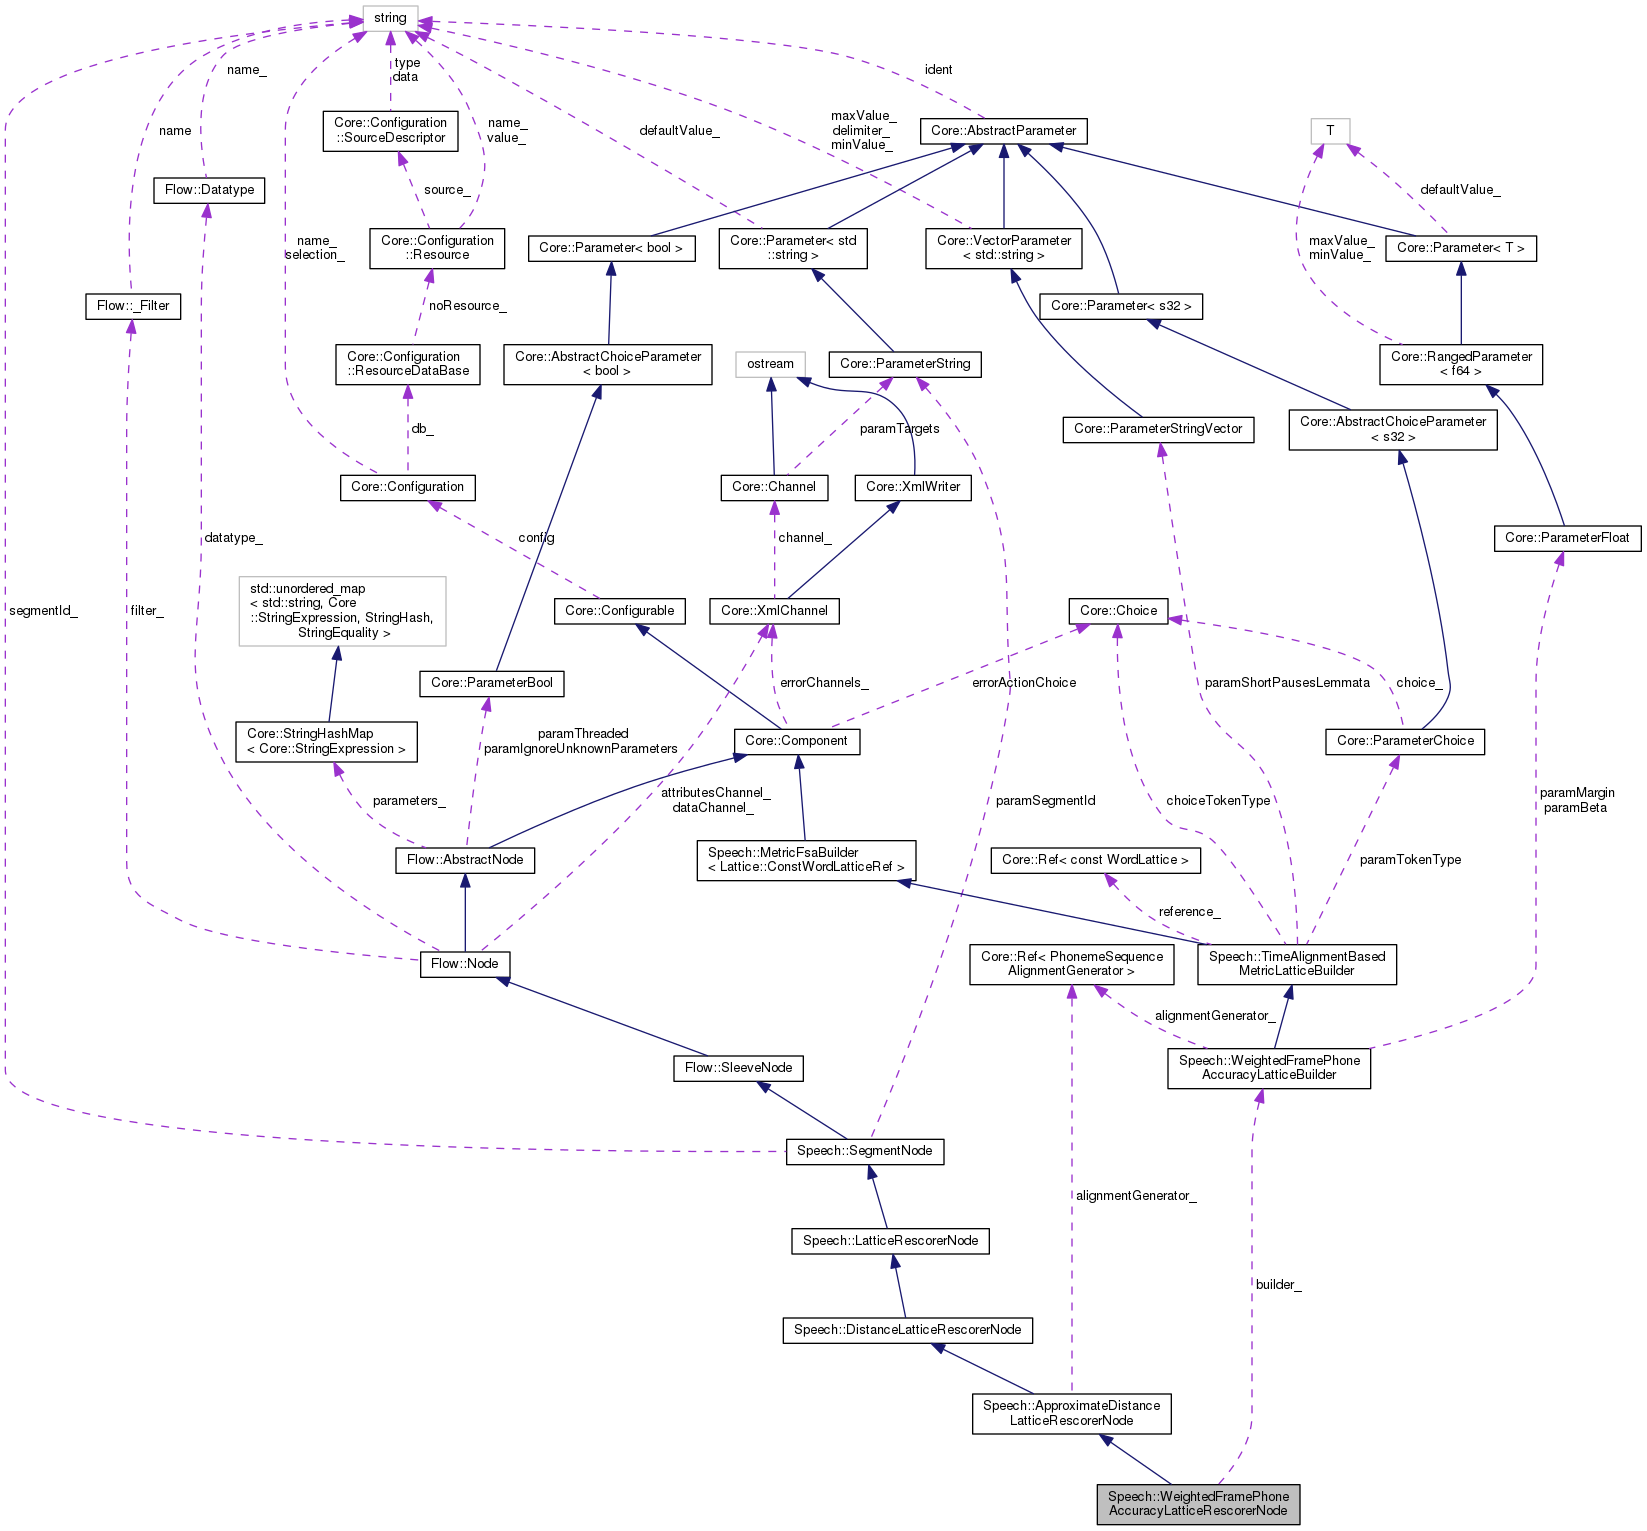 string
type
data
name_
ident
Core::Configuration
::SourceDescriptor
name_
value_
defaultValue_
maxValue_
delimiter_
minValue_
Core::AbstractParameter
T
name
Flow::Datatype
source_
defaultValue_
name_
selection_
Core::Configuration
::Resource
Core::Parameter< bool >
Core::Parameter< std
::string >
Core::VectorParameter
< std::string >
maxValue_
minValue_
Core::Parameter< T >
Flow::_Filter
noResource_
Core::Parameter< s32 >
Core::Configuration
::ResourceDataBase
Core::AbstractChoiceParameter
< bool >
ostream
Core::ParameterString
Core::RangedParameter
< f64 >
db_
paramTargets
Core::ParameterStringVector
Core::AbstractChoiceParameter
< s32 >
Core::Configuration
Core::Channel
Core::XmlWriter
datatype_
config
channel_
Core::ParameterFloat
std::unordered_map
< std::string, Core
::StringExpression, StringHash,
StringEquality >
segmentId_
filter_
Core::Configurable
Core::XmlChannel
Core::Choice
Core::ParameterBool
errorChannels_
errorActionChoice
paramShortPausesLemmata
choice_
Core::StringHashMap
< Core::StringExpression >
paramThreaded
paramIgnoreUnknownParameters
Core::Component
Core::ParameterChoice
parameters_
attributesChannel_
dataChannel_
paramSegmentId
choiceTokenType
paramMargin
paramBeta
Flow::AbstractNode
Speech::MetricFsaBuilder
< Lattice::ConstWordLatticeRef >
Core::Ref< const WordLattice >
paramTokenType
reference_
Flow::Node
Core::Ref< PhonemeSequence
AlignmentGenerator >
Speech::TimeAlignmentBased
MetricLatticeBuilder
alignmentGenerator_
Flow::SleeveNode
Speech::WeightedFramePhone
AccuracyLatticeBuilder
Speech::SegmentNode
alignmentGenerator_
Speech::LatticeRescorerNode
builder_
Speech::DistanceLatticeRescorerNode
Speech::ApproximateDistance
LatticeRescorerNode
Speech::WeightedFramePhone
AccuracyLatticeRescorerNode